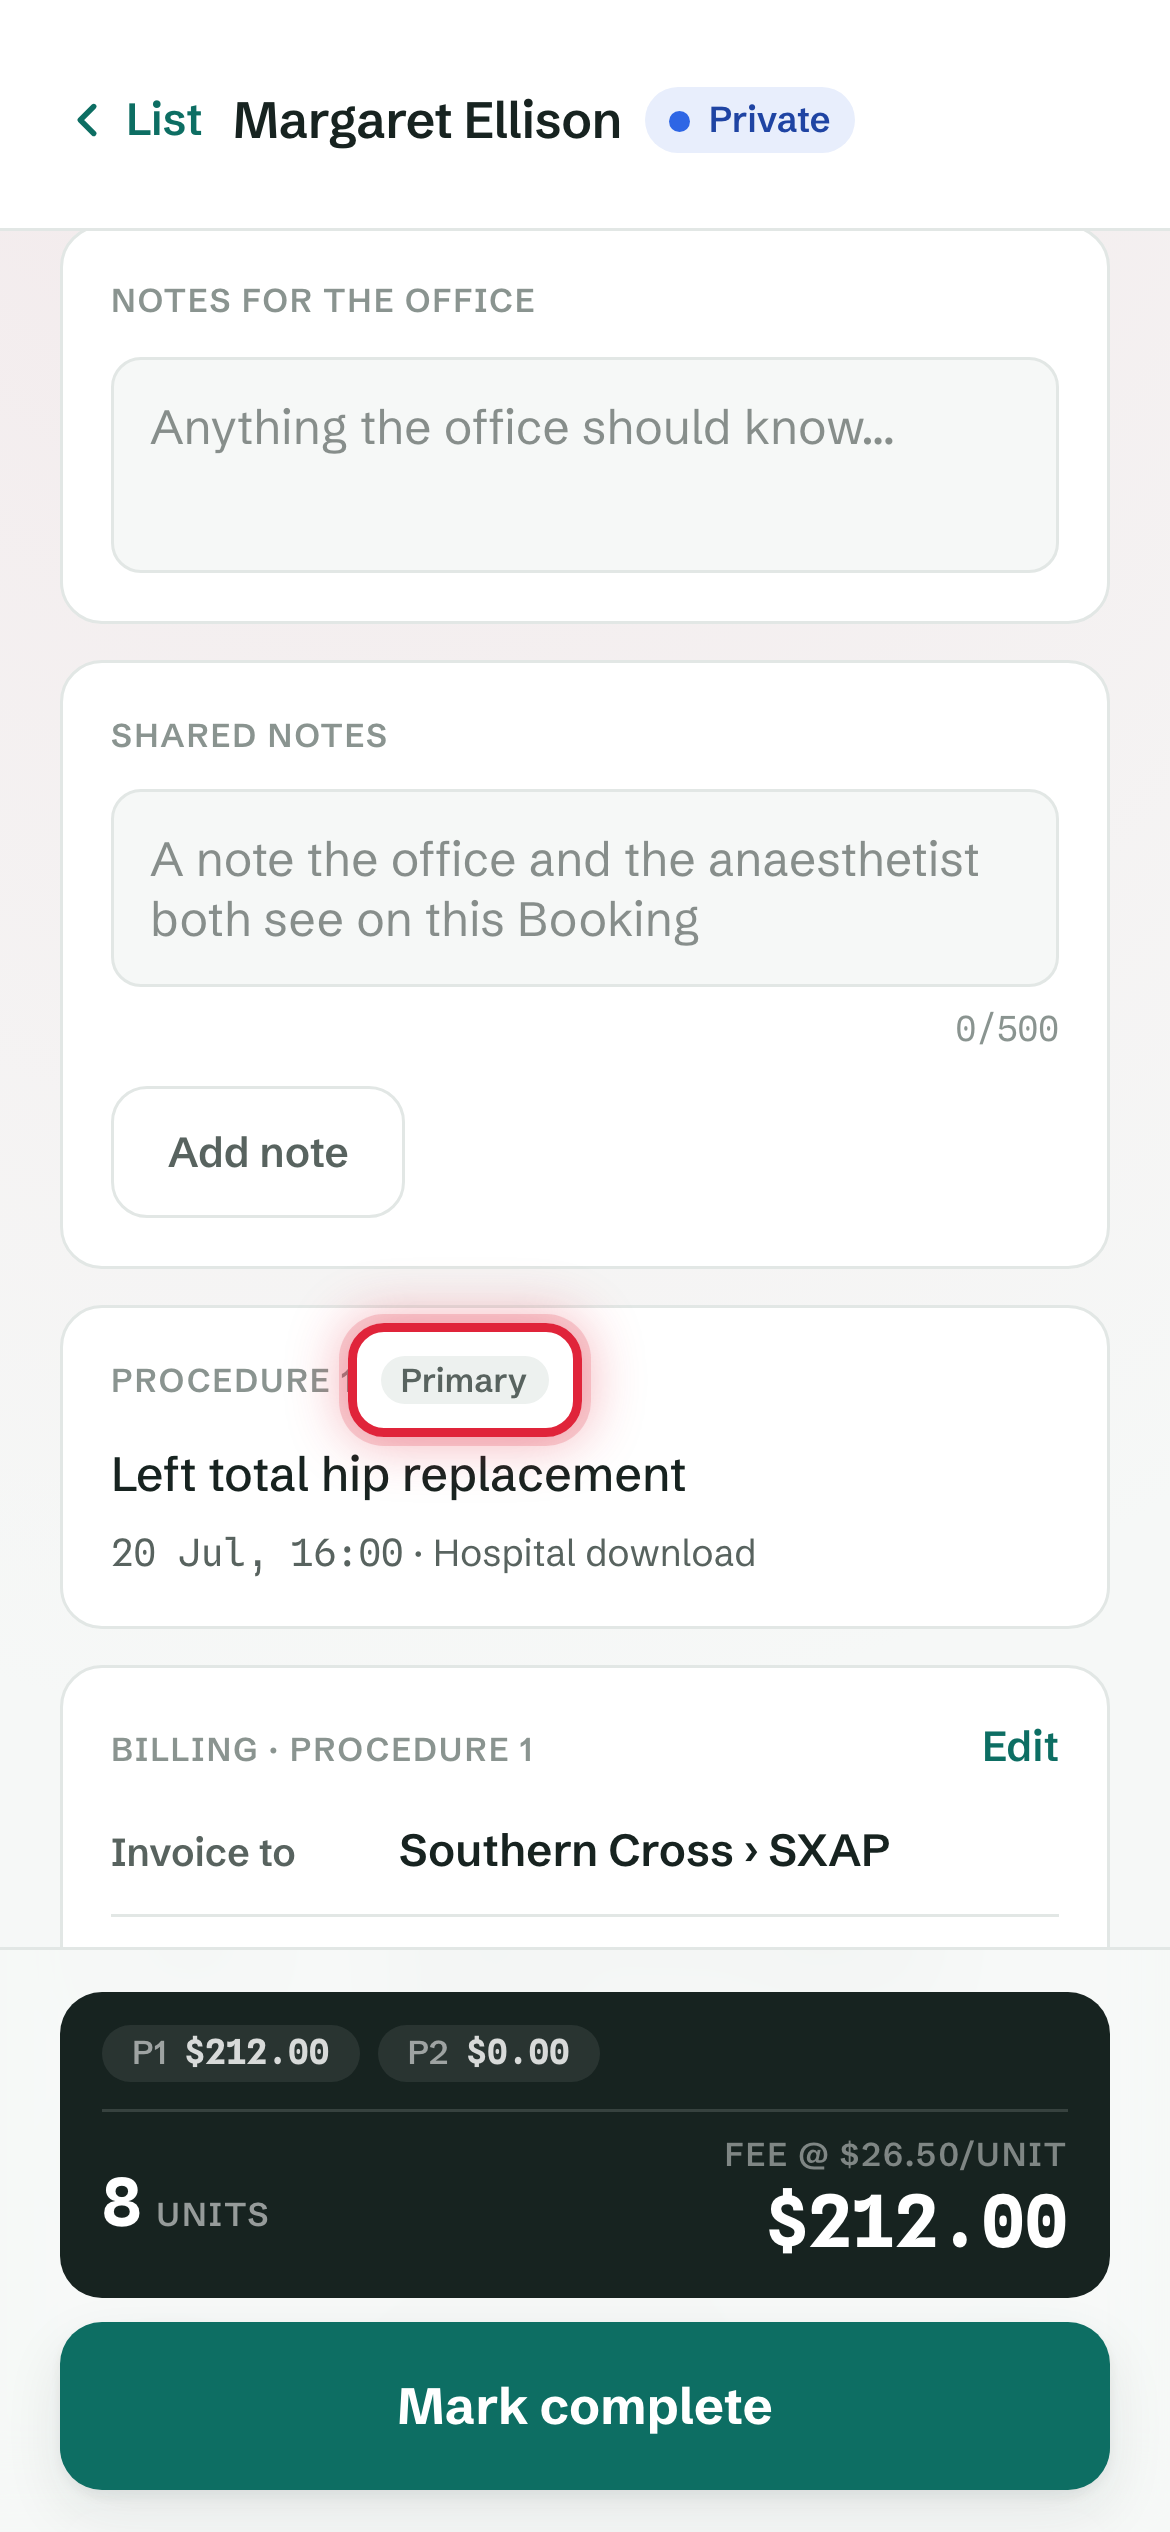 List Margaret Ellison Private
NOTES FOR THE OFFICE
Anything the office should know...
SHARED NOTES
A note the office and the anaesthetist
both see on this Booking
0/500
Add note
PROCEDURE Primary
Left total hip replacement
20 Jul, 16:00 · Hospital download
BILLING · PROCEDURE 1 Edit
Invoice to Southern Cross › SXAP
P1 $212.00 P2 $0.00
FEE @ $26.50/UNIT
8 UNITS $212.00
Mark complete